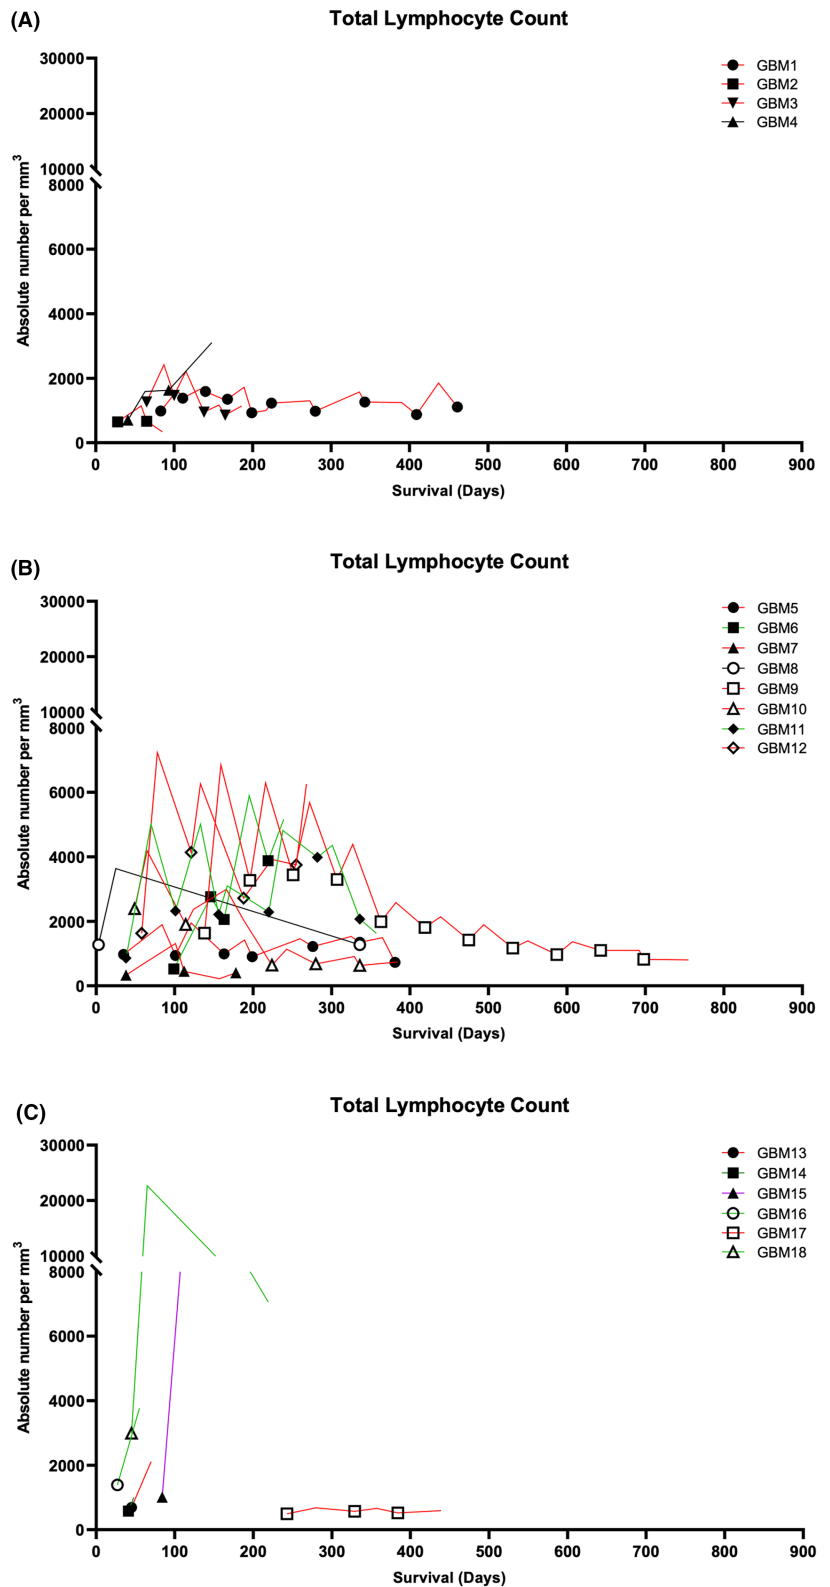 (A)
Total Lymphocyte Count
Absolute number per mm3
30000
20000
10000
8000
6000
4000
2000
0
0 100 200 300 400 500 600 700 800 900
Survival (Days)
GBM1
GBM2
GBM3
GBM4
(B)
Total Lymphocyte Count
Absolute number per mm3
30000
20000
10000
8000
6000
4000
2000
0
0 100 200 300 400 500 600 700 800 900
Survival (Days)
GBM5
GBM6
GBM7
GBM8
GBM9
GBM10
GBM11
GBM12
(C)
Total Lymphocyte Count
Absolute number per mm3
30000
20000
10000
8000
6000
4000
2000
0
0 100 200 300 400 500 600 700 800 900
Survival (Days)
GBM13
GBM14
GBM15
GBM16
GBM17
GBM18